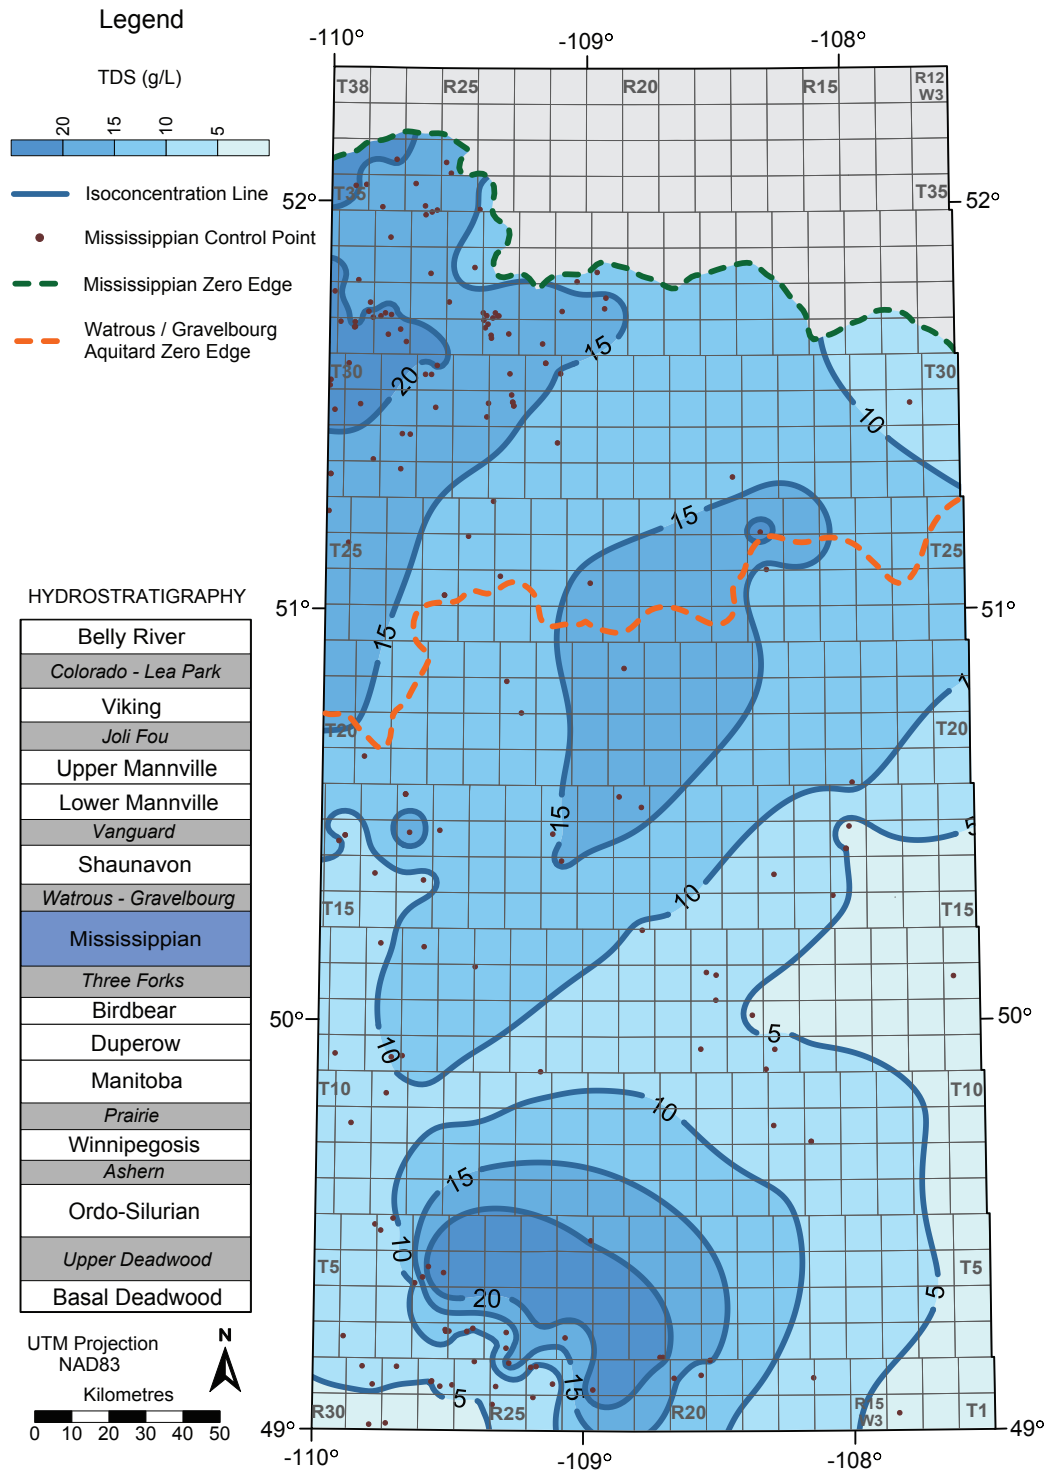 Legend
TDS (g/L)
20 15 10 5
Isoconcentration Line
Mississippian Control Point
Mississippian Zero Edge
Watrous / Gravelbourg
Aquitard Zero Edge
HYDROSTRATIGRAPHY
Belly River
Colorado - Lea Park
Viking
Joli Fou
Upper Mannville
Lower Mannville
Vanguard
Shaunavon
Watrous - Gravelbourg
Mississippian
Three Forks
Birdbear
Duperow
Manitoba
Prairie
Winnipegosis
Ashern
Ordo-Silurian
Upper Deadwood
Basal Deadwood
UTM Projection
NAD83
N
Kilometres
0 10 20 30 40 50
-110° -109° -108°
T38 R25 R20 R15 R12
W3
52° T35 T35 52°
15
T30 20 T30
10
15
T25 T25
51° 51°
15
T20 T20
15
5
10
T15 T15
50° 50°
5
10
T10 T10
10
15
10
T5 T5
20 5
15
5
R30 R25 R20 R15
W3 T1
49° 49°
-110° -109° -108°